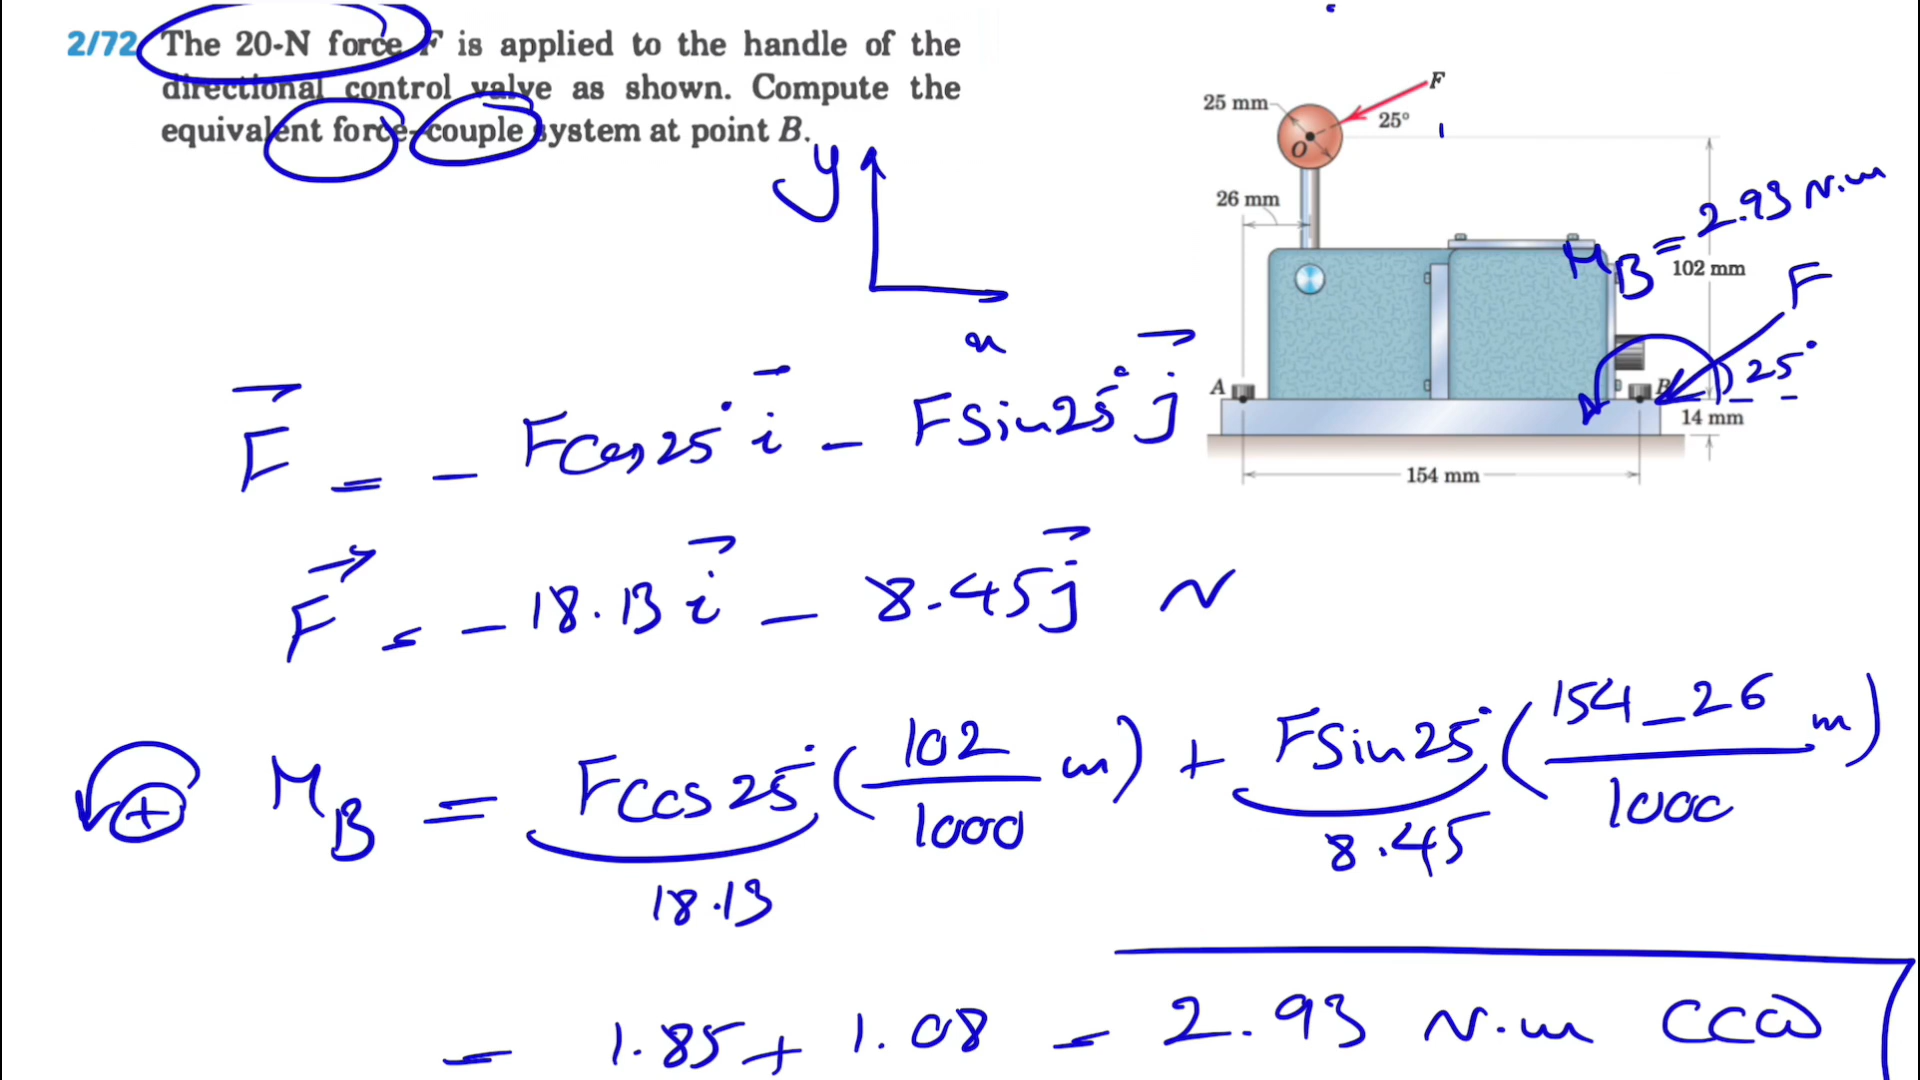 2/72 The 20-N force F is applied to the handle of the
directional control valve as shown. Compute the
equivalent force-couple system at point B.
y
x
25 mm
F
25°
O
26 mm
M_B = 2.93 N.m
102 mm
F
25°
A
B
14 mm
154 mm
F = - Fcos25° i - Fsin25° j
F = - 18.13 i - 8.45 j N
+ M_B = Fcos25° (102/1000 m) + Fsin25° (154-26/1000 m)
18.13
8.45
= 1.85 + 1.08 = 2.93 N.m CCW